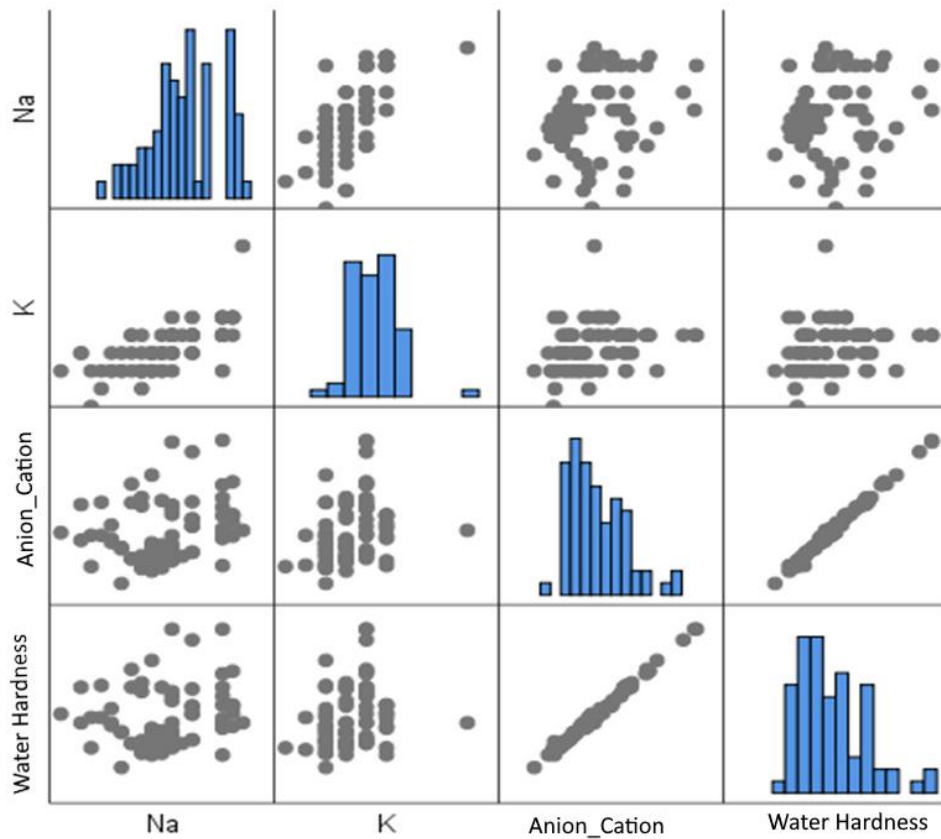 Na
K
Anion_Cation
Water Hardness
Na
K
Anion_Cation
Water Hardness